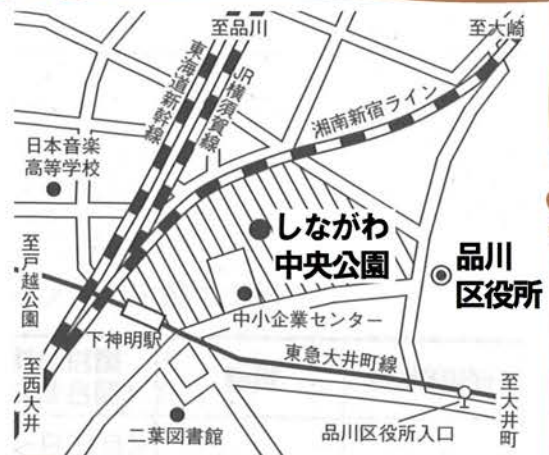 至品川
至大崎
東海道新幹線
JR横須賀線
湘南新宿ライン
日本音楽
高等学校
しながわ
中央公園
品川
区役所
至戸越公園
中小企業センター
下神明駅
東急大井町線
至西大井
至大井町
二葉図書館
品川区役所入口